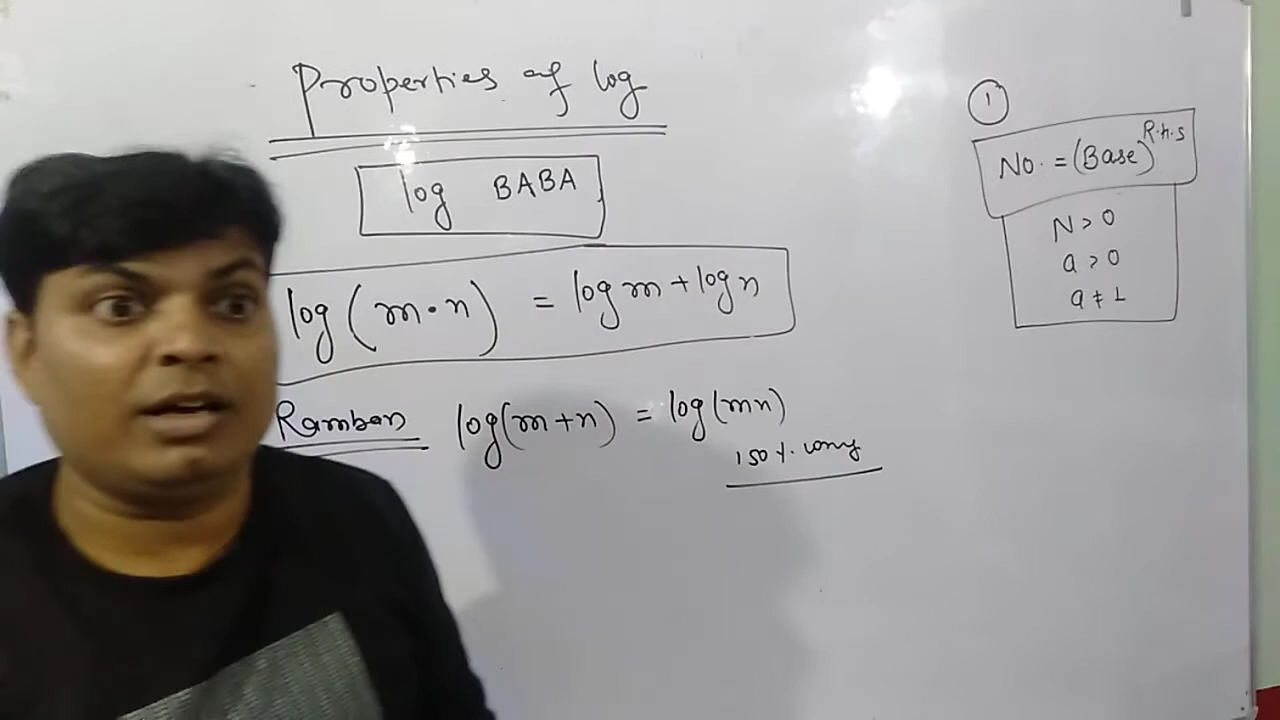 Properties of log
log BABA
log(m·n) = log m + log n
Ramban log(m+n) = log(mn)
150%. wrong
①
No. = (Base)^R.h.s
N > 0
a > 0
a ≠ 1